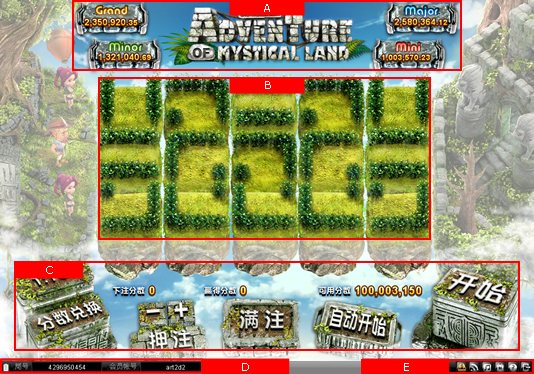 A
Grand
2,350,920.35
ADVENTURE
OF MYSTICAL LAND
Major
2,580,364.12
Minor
1,321,040.69
Mini
1,003,570.23
B
C
下注分数 0
赢得分数 0
可用分数 100,003,150
分数兑换
— +
押注
满注
自动开始
开始
局号 4296950454 会员帐号 art2d2
D
E